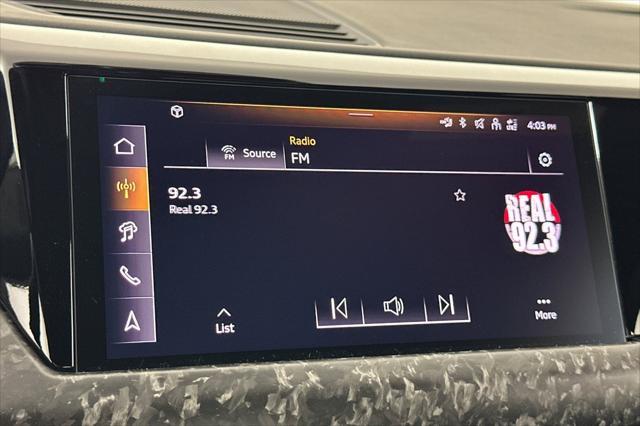 4:03 PM
Radio
FM Source
FM
92.3
Real 92.3
REAL
92.3
List
More